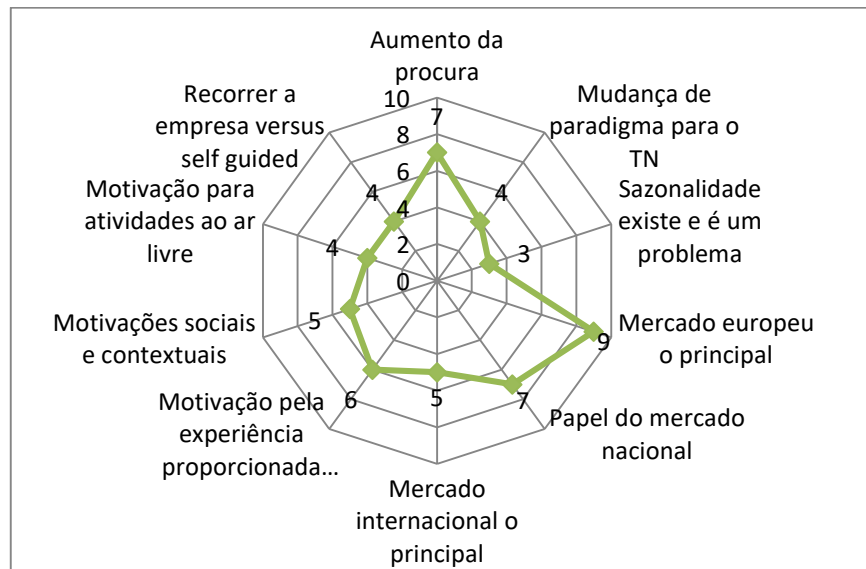 Aumento da
procura
Mudança de
paradigma para o
TN
Sazonalidade
existe e é um
problema
Mercado europeu
o principal
Papel do mercado
nacional
Mercado
internacional o
principal
Motivação pela
experiência
proporcionada…
Motivações sociais
e contextuais
Motivação para
atividades ao ar
livre
Recorrer a
empresa versus
self guided
10
8
6
4
2
0
7
4
3
9
7
5
6
5
4
4